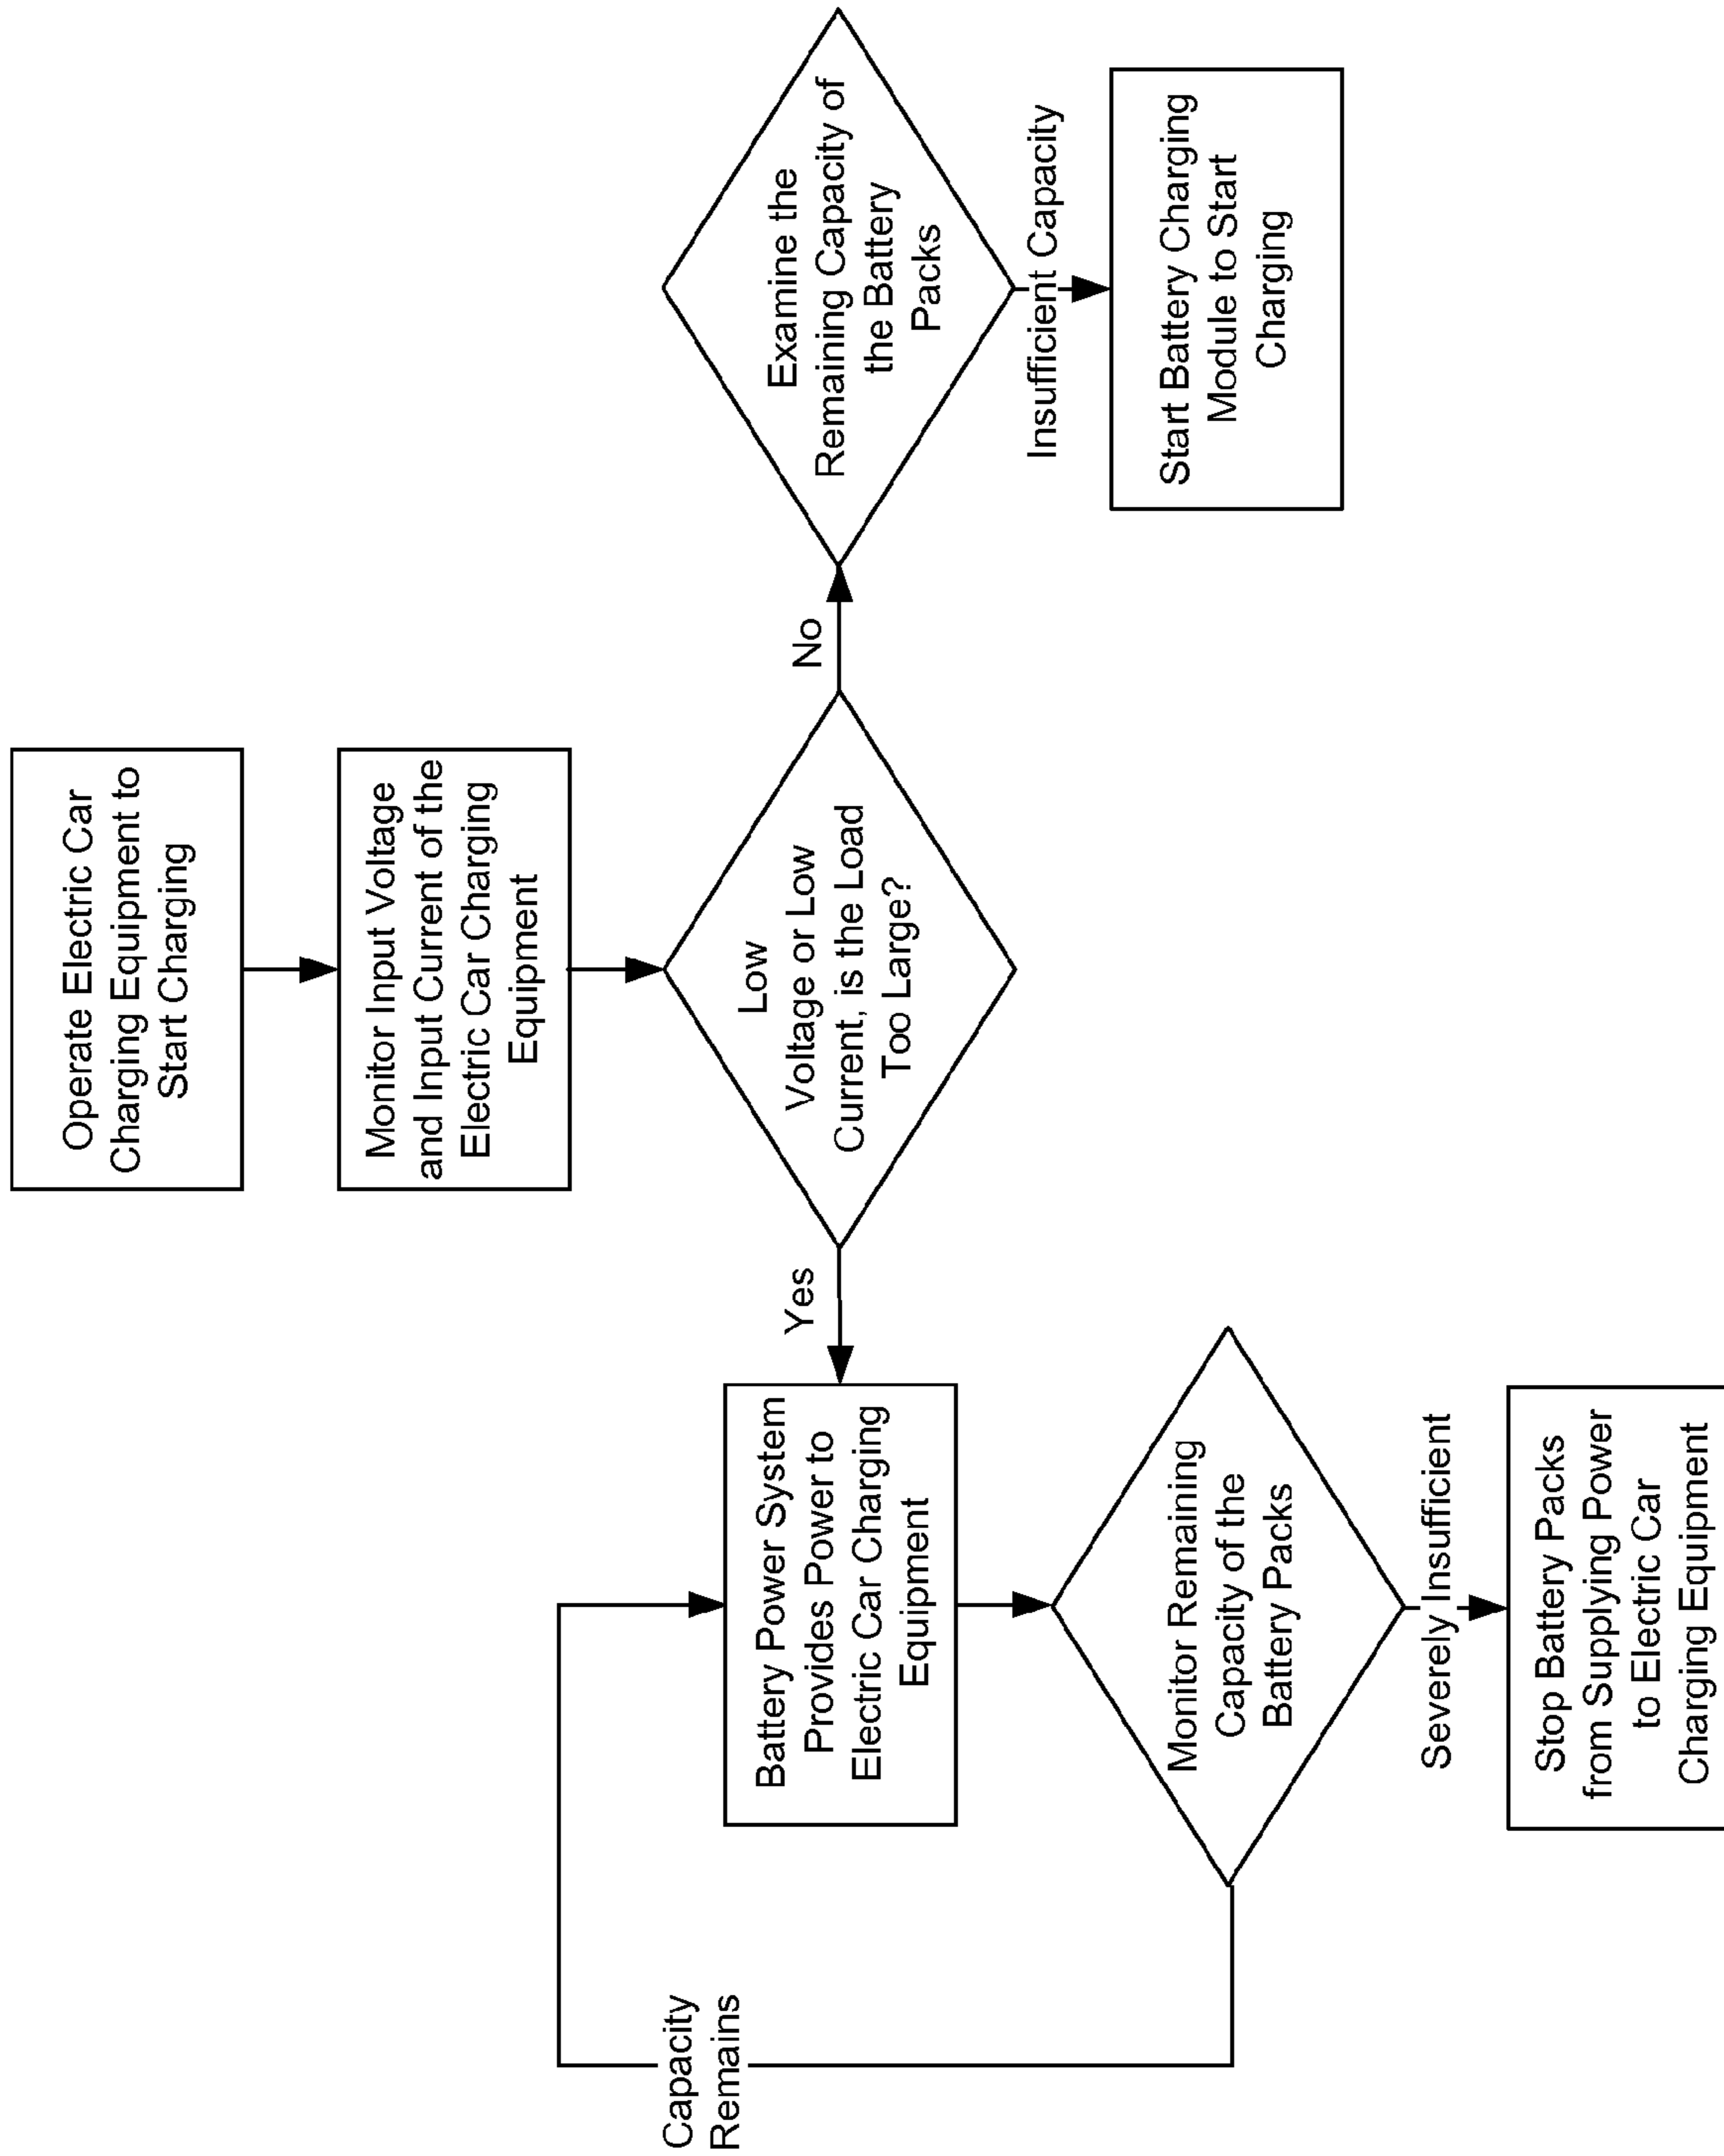 Operate Electric Car
Charging Equipment to
Start Charging
Monitor Input Voltage
and Input Current of the
Electric Car Charging
Equipment
Low
Voltage or Low
Current, is the Load
Too Large?
Yes
No
Battery Power System
Provides Power to
Electric Car Charging
Equipment
Examine the
Remaining Capacity of
the Battery
Packs
Capacity
Remains
Monitor Remaining
Capacity of the
Battery Packs
Insufficient Capacity
Start Battery Charging
Module to Start
Charging
Severely Insufficient
Stop Battery Packs
from Supplying Power
to Electric Car
Charging Equipment